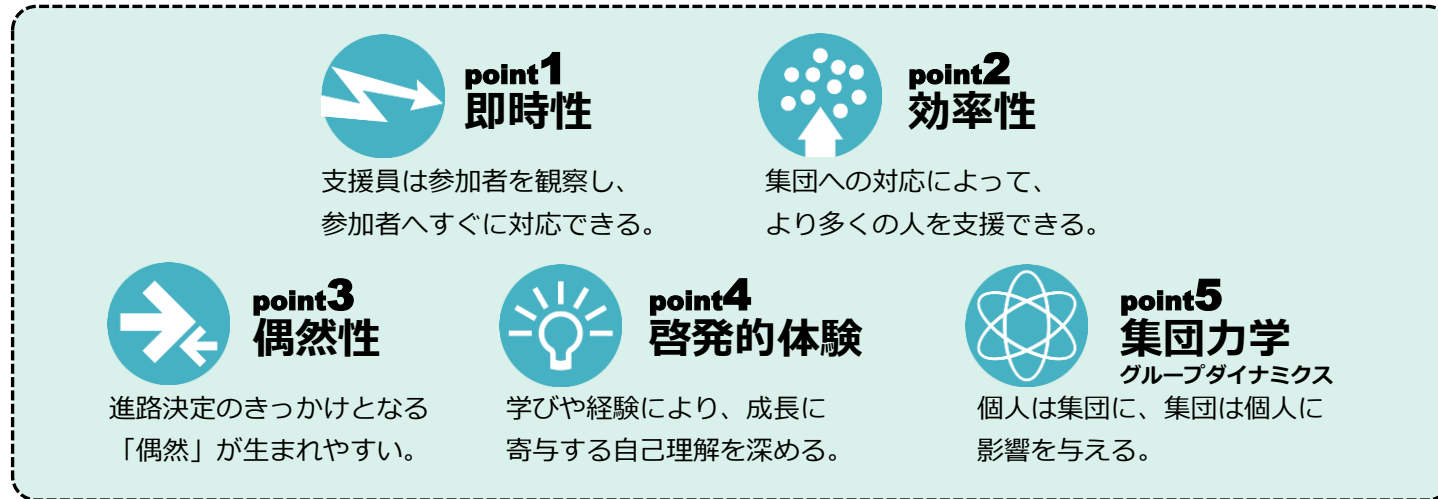 point1
即時性
支援員は参加者を観察し、
参加者へすぐに対応できる。
point2
効率性
集団への対応によって、
より多くの人を支援できる。
point3
偶然性
進路決定のきっかけとなる
「偶然」が生まれやすい。
point4
啓発的体験
学びや経験により、成長に
寄与する自己理解を深める。
point5
集団力学
グループダイナミクス
個人は集団に、集団は個人に
影響を与える。